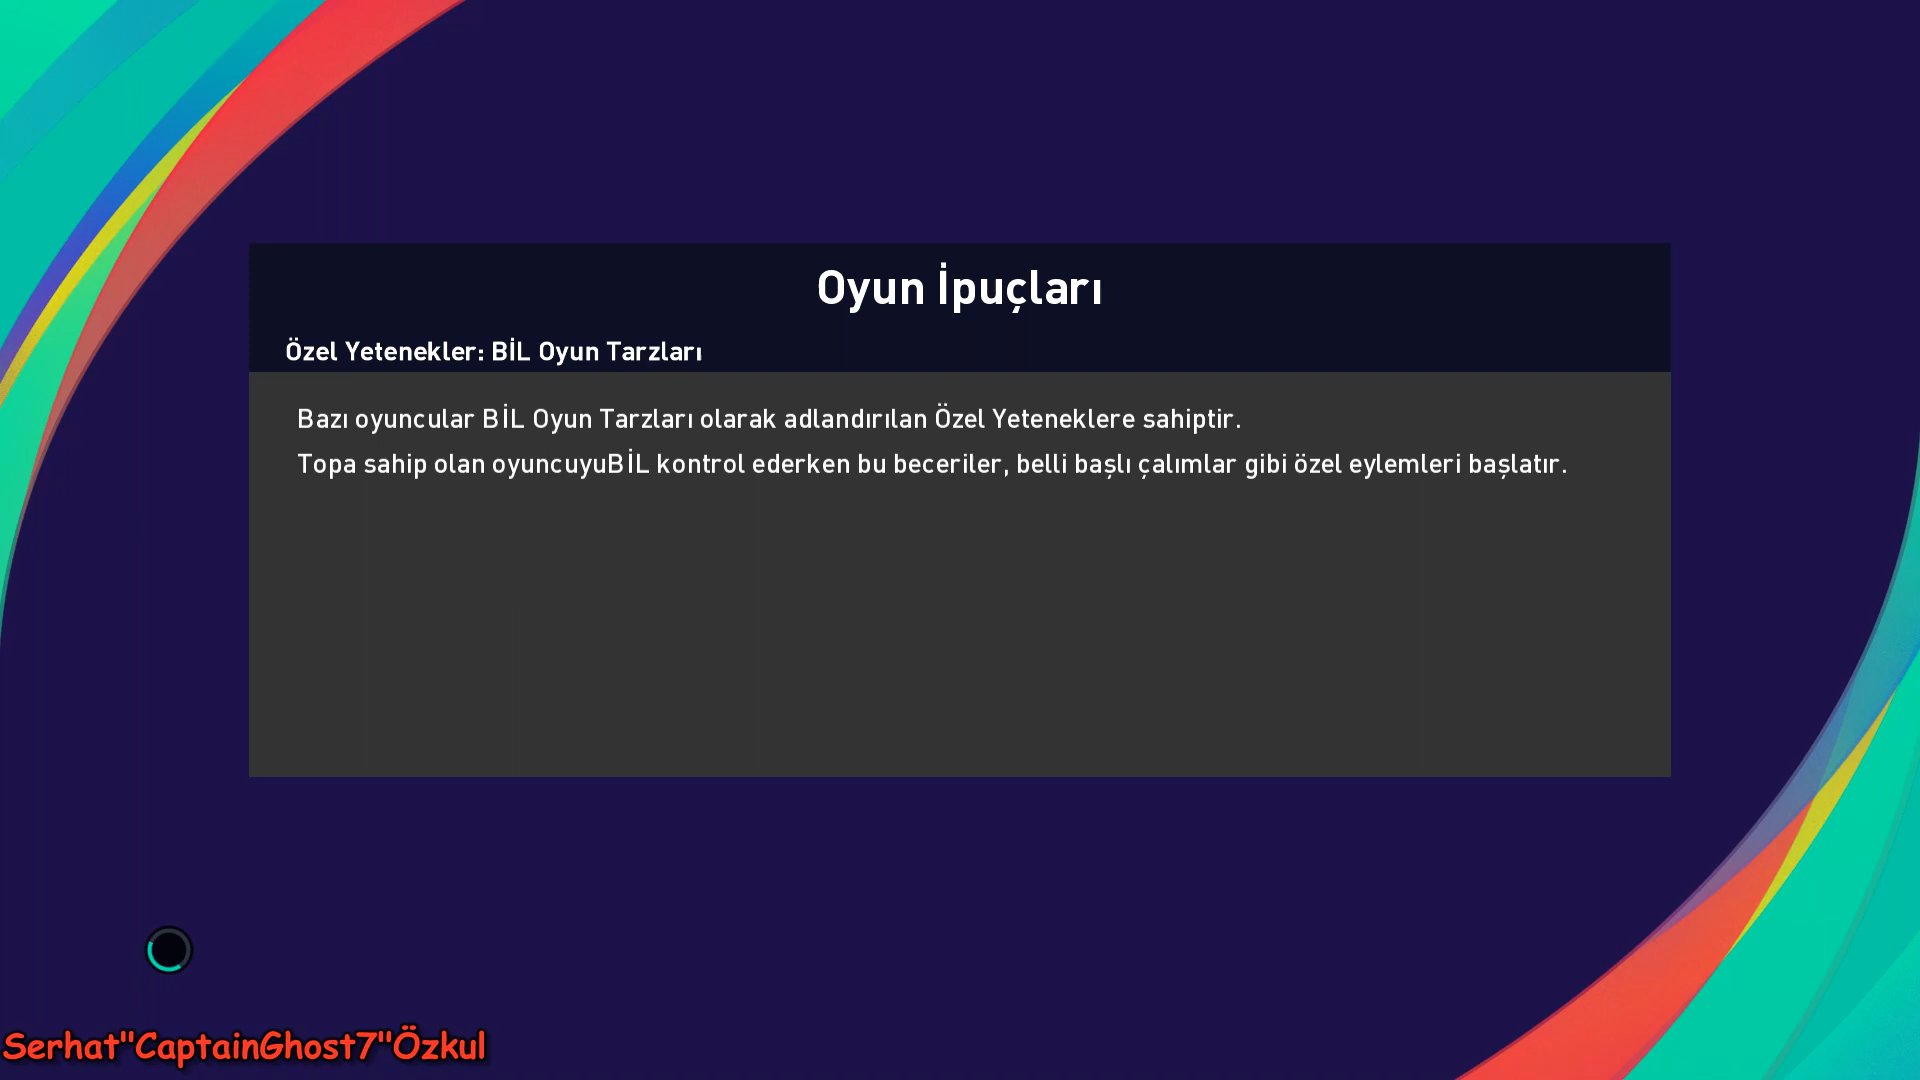 Oyun İpuçları
Özel Yetenekler: BİL Oyun Tarzları
Bazı oyuncular BİL Oyun Tarzları olarak adlandırılan Özel Yeteneklere sahiptir.
Topa sahip olan oyuncuyuBİL kontrol ederken bu beceriler, belli başlı çalımlar gibi özel eylemleri başlatır.
Serhat"CaptainGhost7"Özkul